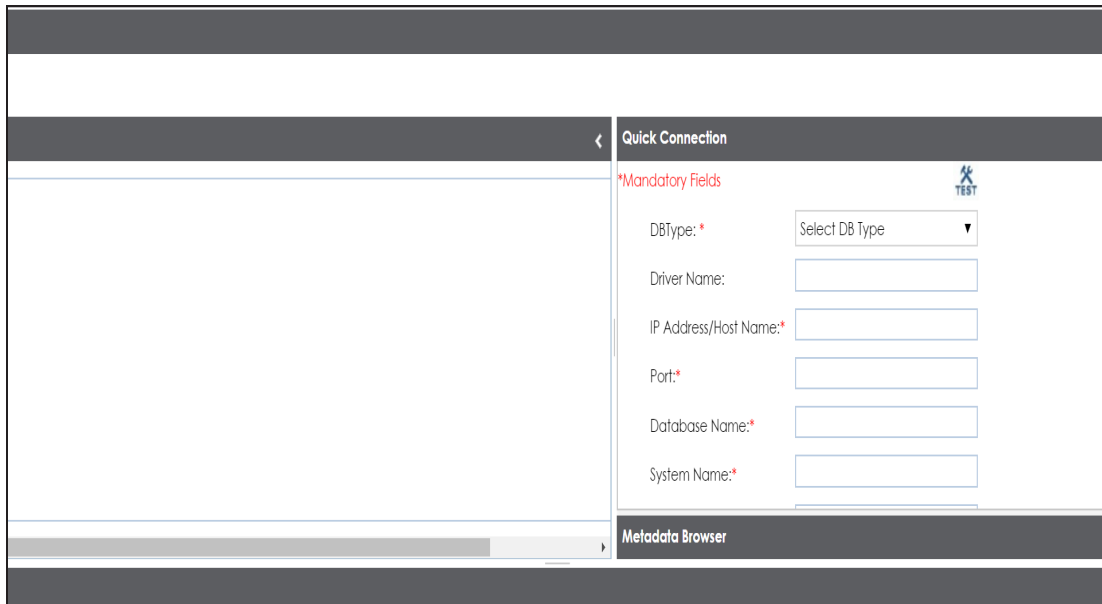 Quick Connection
*Mandatory Fields
TEST
DBType: *
Select DB Type
Driver Name:
IP Address/Host Name:*
Port:*
Database Name:*
System Name:*
Metadata Browser